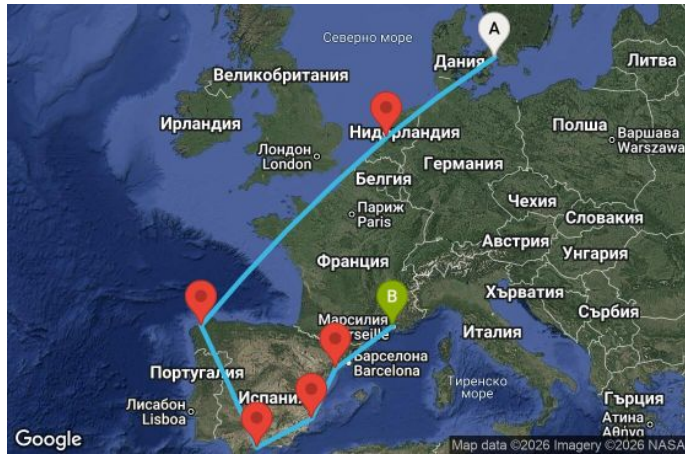 A
Северно море
Дания
Литва
Великобритания
Ирландия
Нидерландия
Полша
Варшава
Warszawa
Лондон
London
Германия
Белгия
Париж
Paris
Чехия
Словакия
Австрия
Унгария
Франция
B
Хърватия
Марсилия
Сърбия
Италия
Барселона
Barcelona
Португалия
Тиренско
море
Испания
Гърция
Лисабон
Lisboa
Атина
Αθήνα
Google
Map data ©2026 Imagery ©2026 NASA